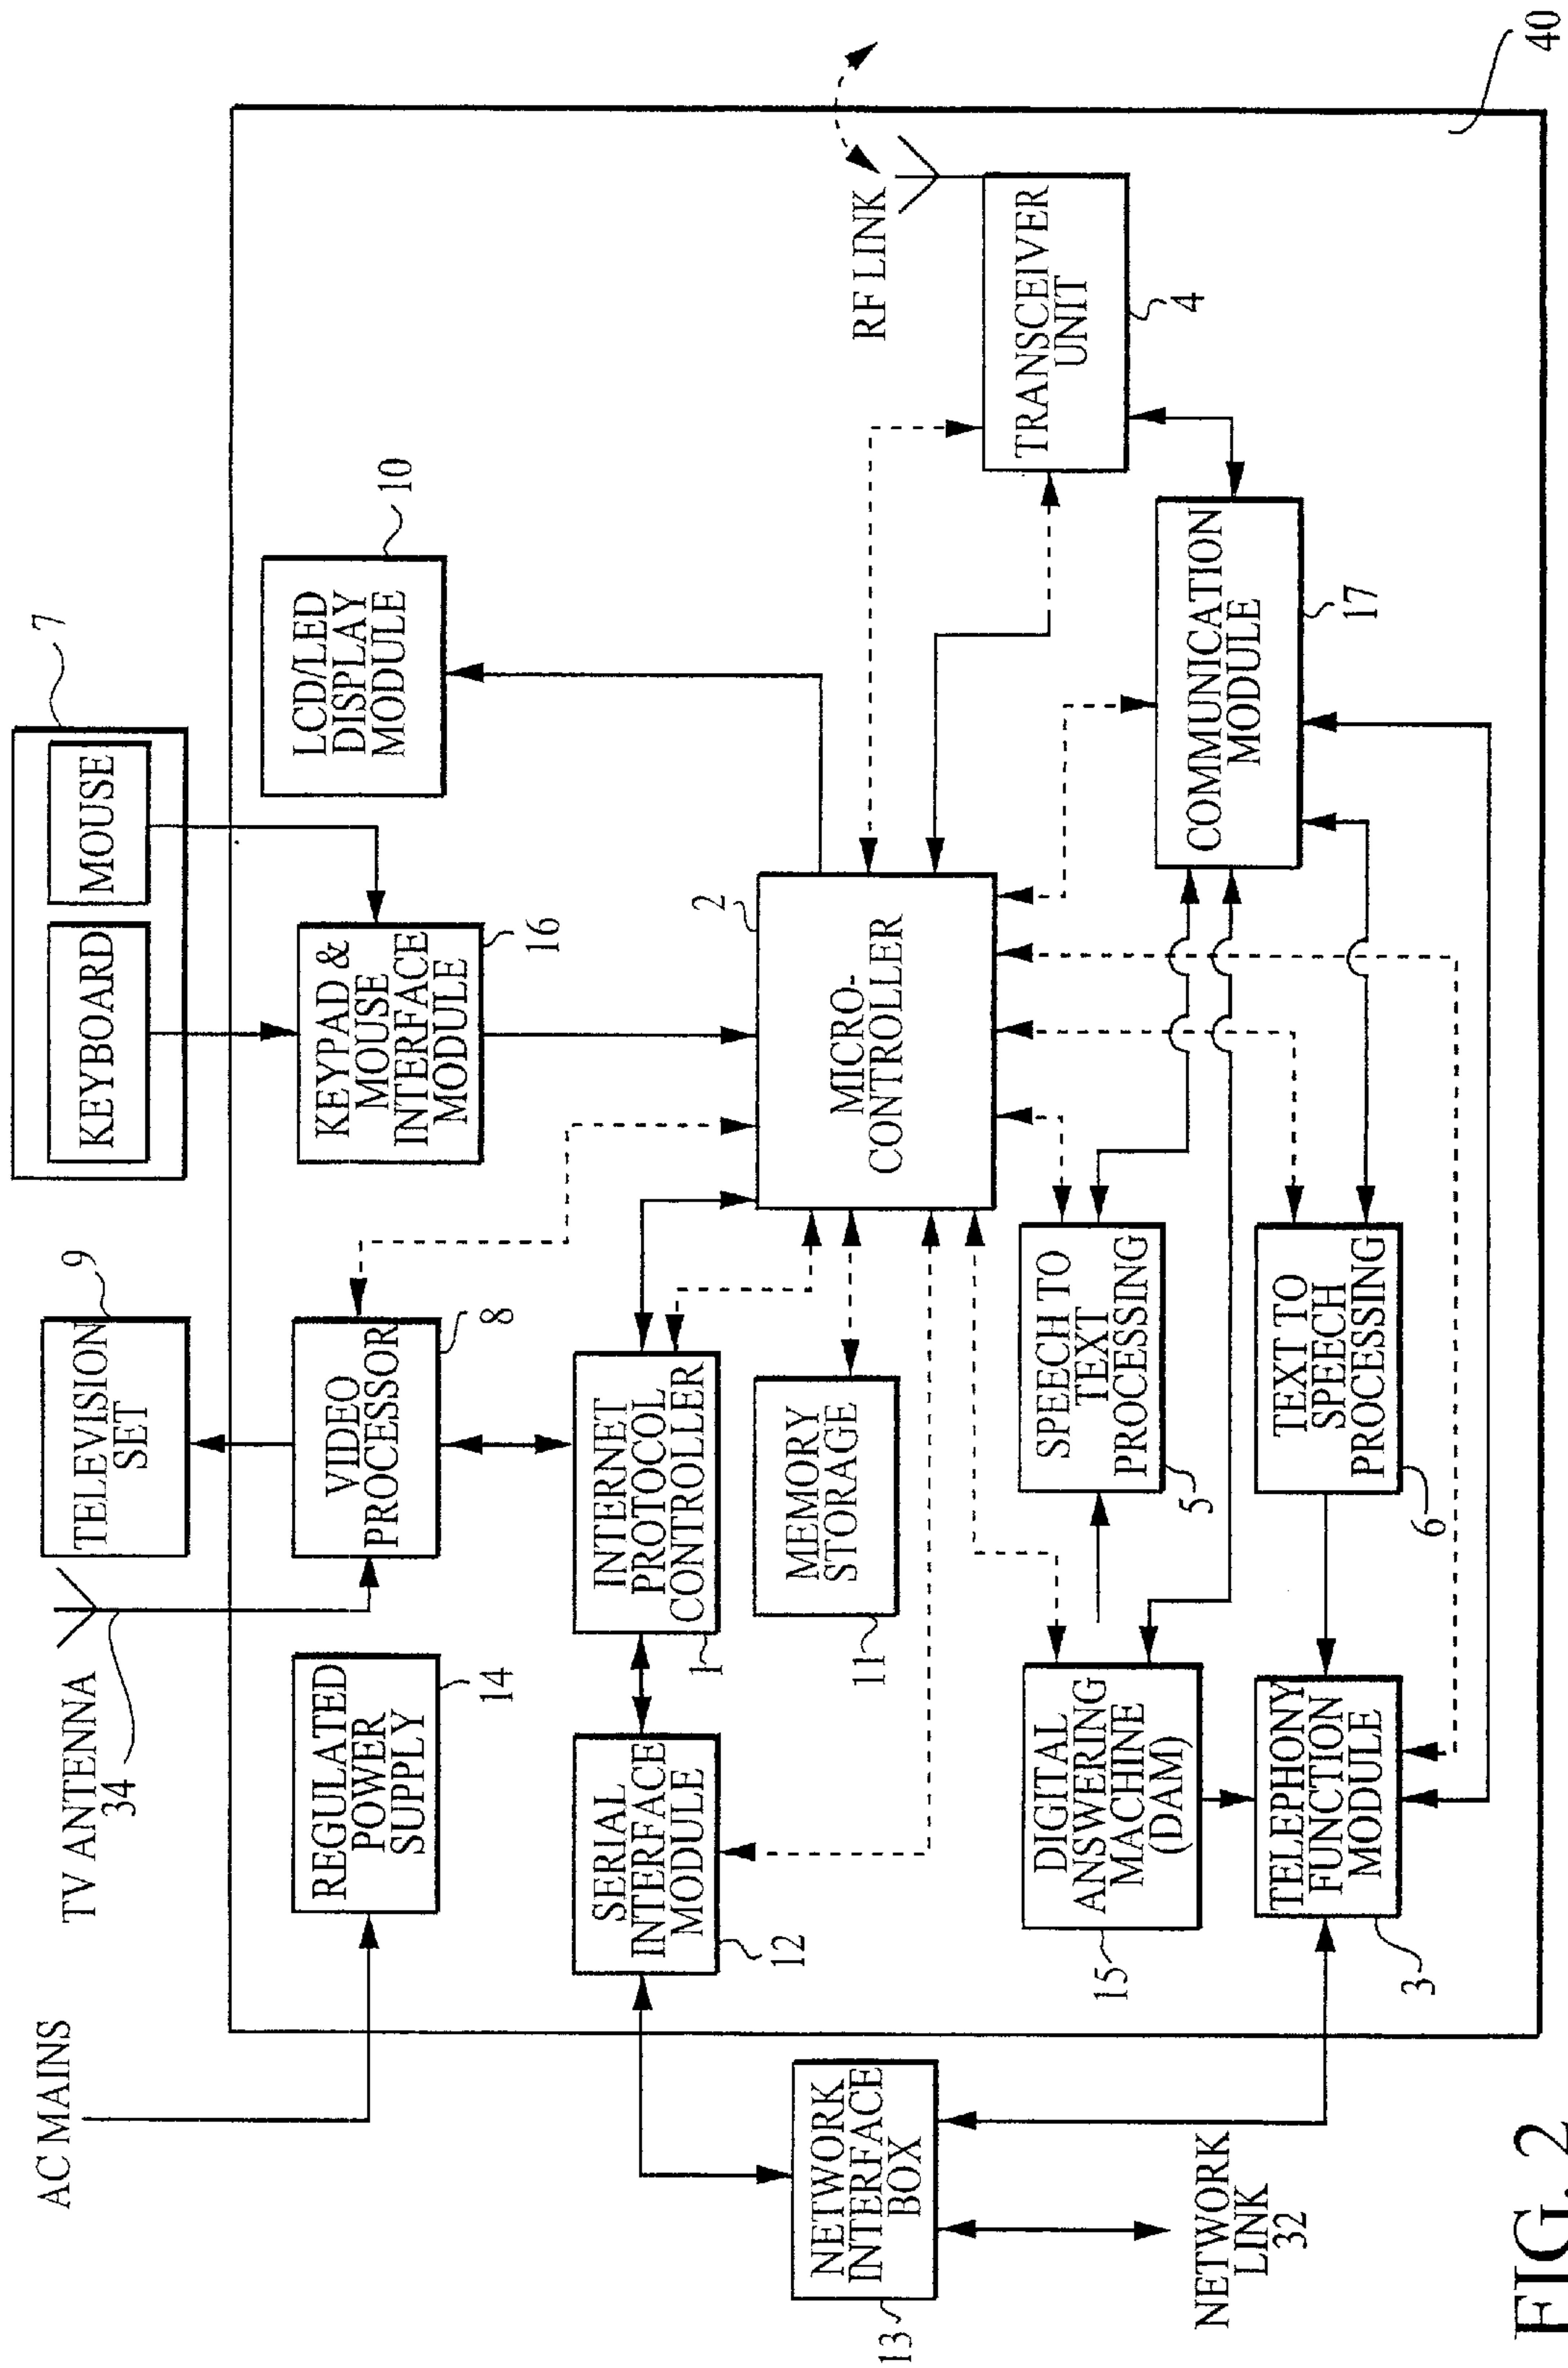 AC MAINS
TV ANTENNA
34
TELEVISION
SET
9
KEYBOARD
MOUSE
7
REGULATED
POWER
SUPPLY
14
VIDEO
PROCESSOR
8
KEYPAD &
MOUSE
INTERFACE
MODULE
16
LCD/LED
DISPLAY
MODULE
10
SERIAL
INTERFACE
MODULE
12
INTERNET
PROTOCOL
CONTROLLER
1
MEMORY
STORAGE
11
MICRO-
CONTROLLER
2
RF LINK
TRANSCEIVER
UNIT
4
NETWORK
INTERFACE
BOX
13
NETWORK
LINK
32
DIGITAL
ANSWERING
MACHINE
(DAM)
15
SPEECH TO
TEXT
PROCESSING
5
COMMUNICATION
MODULE
17
TELEPHONY
FUNCTION
MODULE
3
TEXT TO
SPEECH
PROCESSING
6
40
FIG. 2